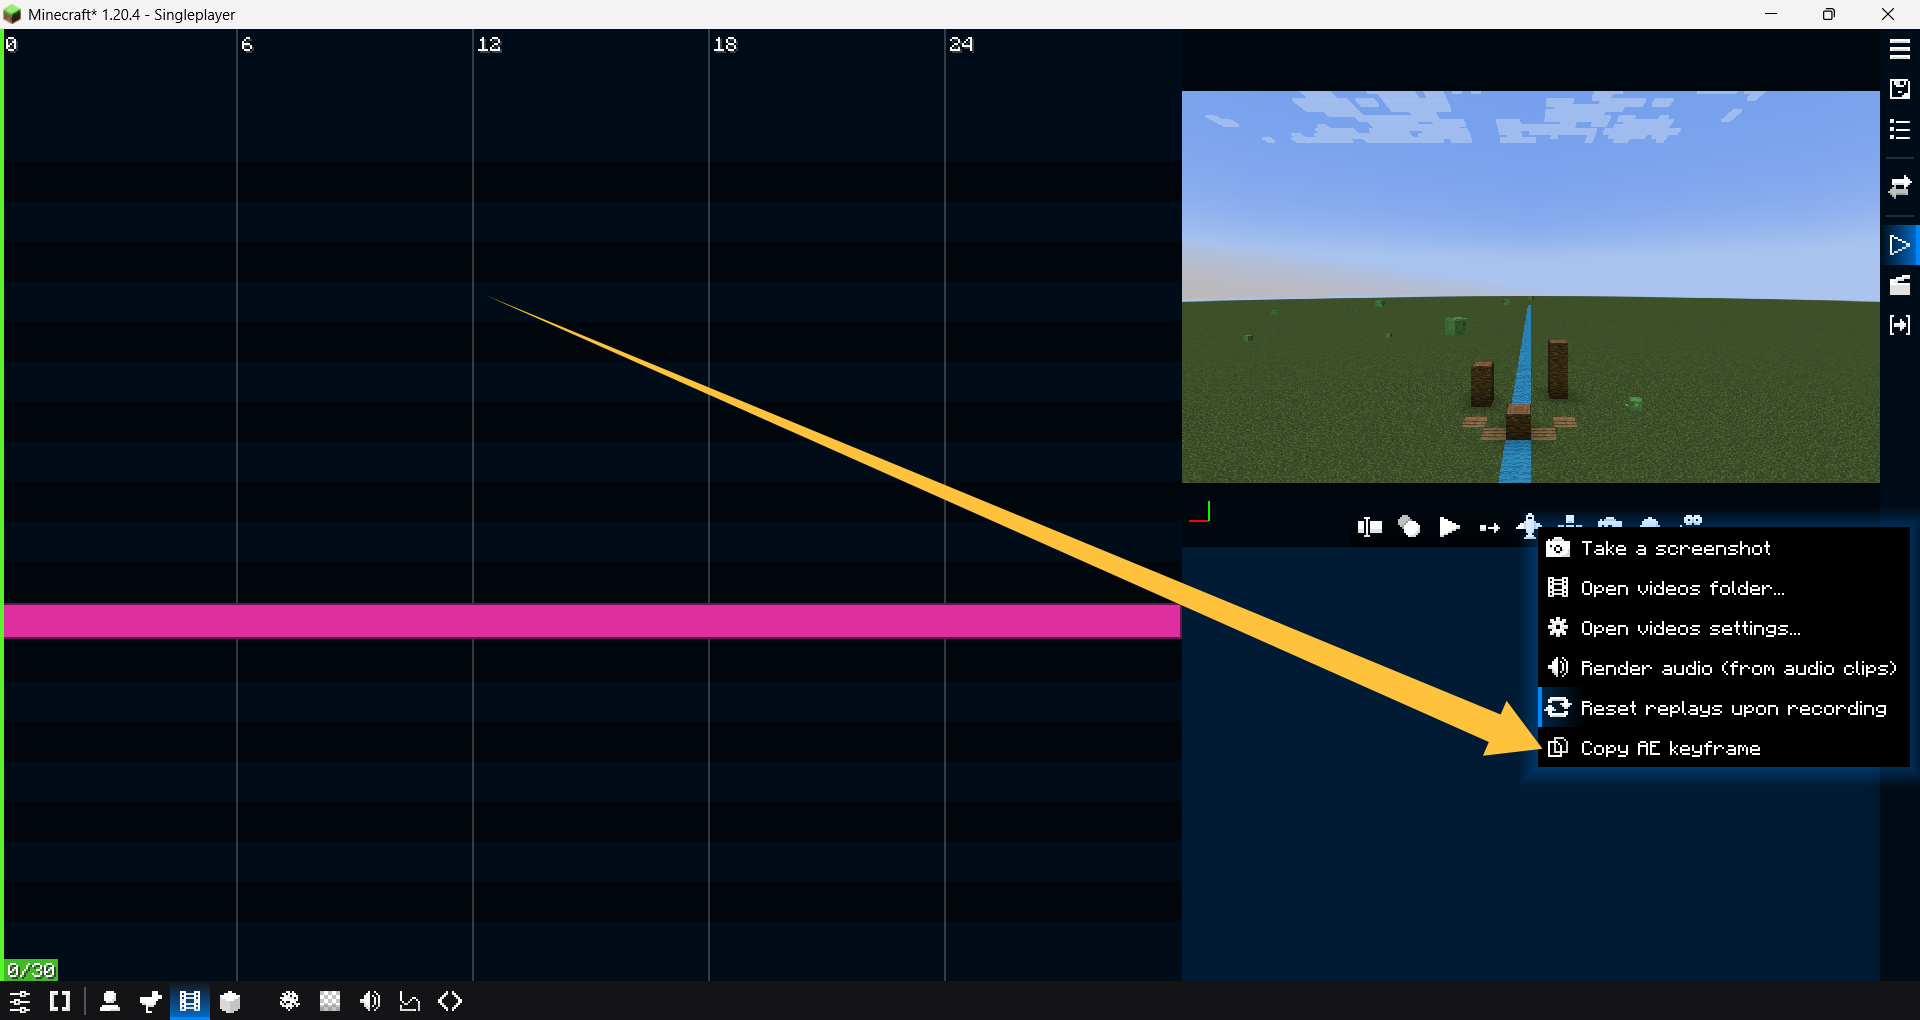 Minecraft* 1.20.4 - Singleplayer
0 6 12 18 24
Take a screenshot
Open videos folder...
Open videos settings...
Render audio (from audio clips)
Reset replays upon recording
Copy AE keyframe
0/30